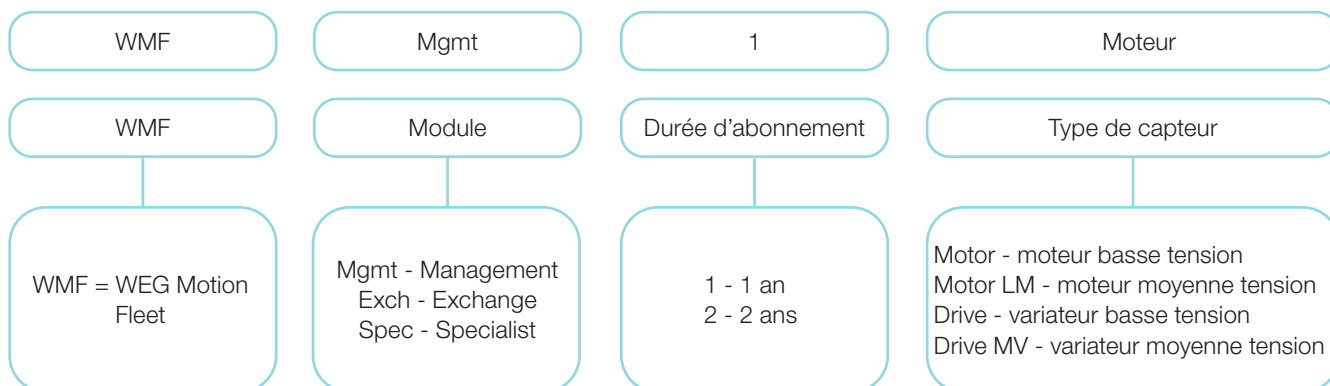 WMF
Mgmt
1
Moteur
WMF
Module
Durée d'abonnement
Type de capteur
WMF = WEG Motion
Fleet
Mgmt - Management
Exch - Exchange
Spec - Specialist
1 - 1 an
2 - 2 ans
Motor - moteur basse tension
Motor LM - moteur moyenne tension
Drive - variateur basse tension
Drive MV - variateur moyenne tension